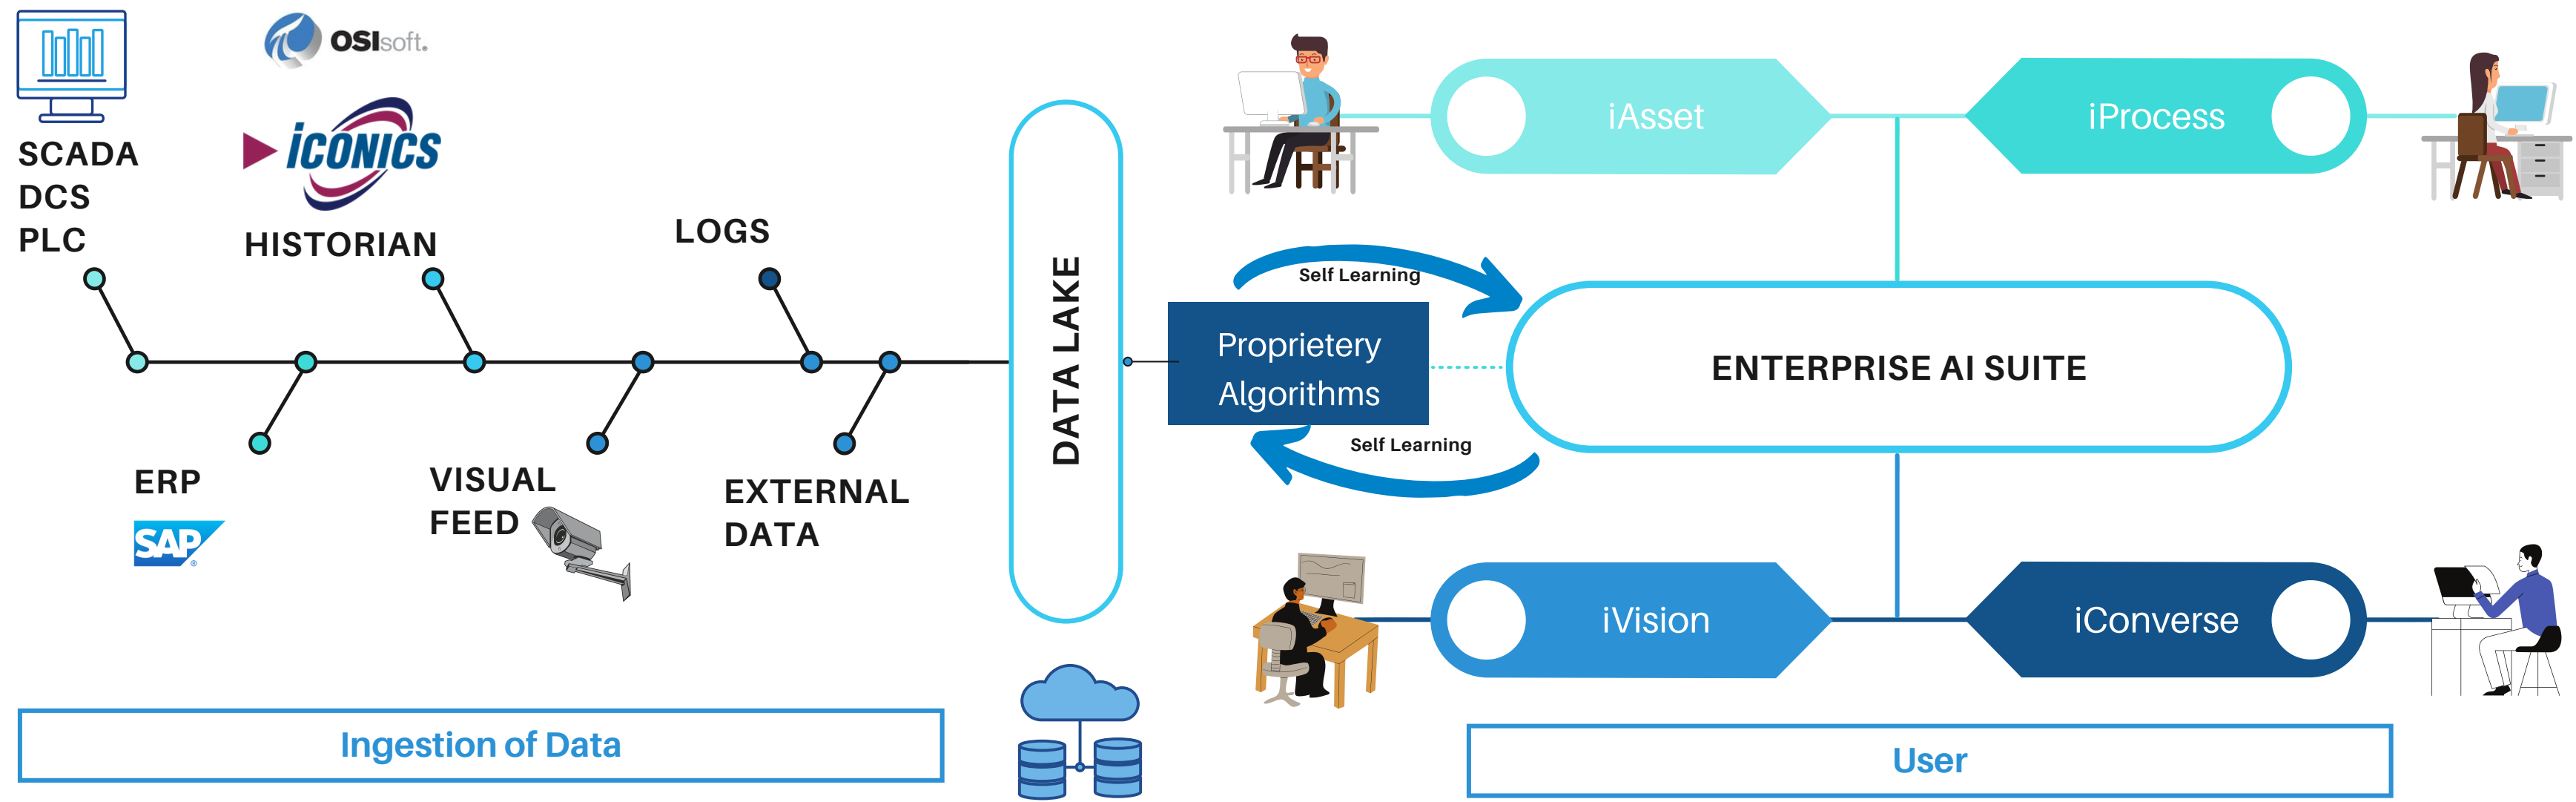 OSIsoft.
iCONICS
SCADA
DCS
PLC
HISTORIAN
LOGS
ERP
SAP®
VISUAL
FEED
EXTERNAL
DATA
DATA LAKE
Ingestion of Data
iAsset
iProcess
Self Learning
Proprietery
Algorithms
ENTERPRISE AI SUITE
Self Learning
iVision
iConverse
User